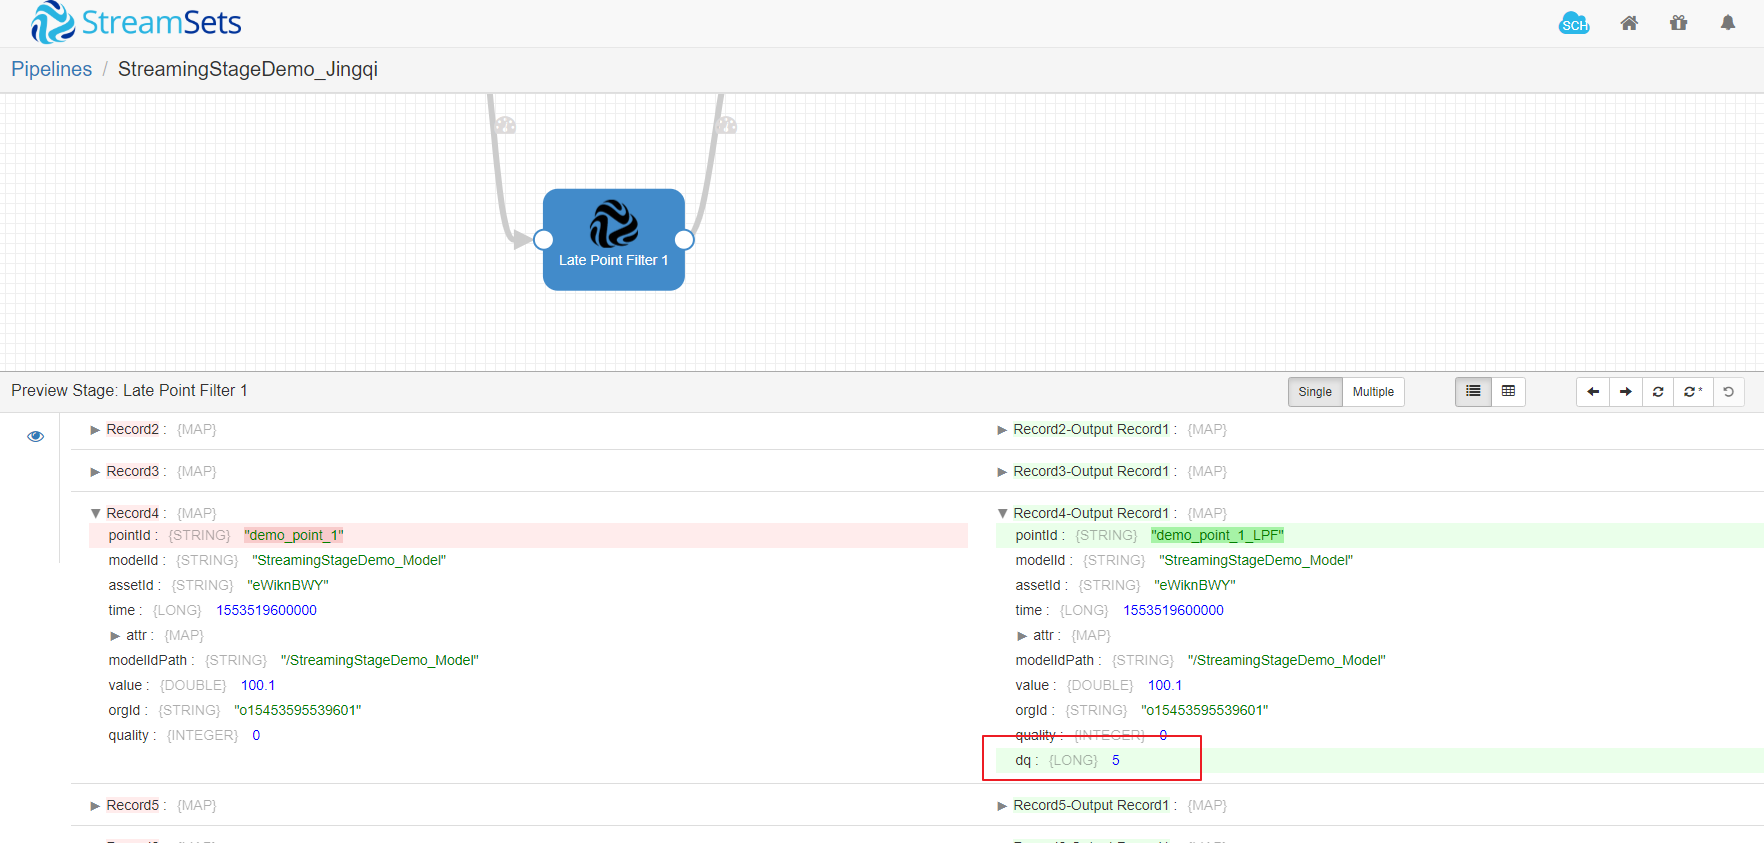 StreamSets
SCH
Pipelines / StreamingStageDemo_Jingqi
Late Point Filter 1
Preview Stage: Late Point Filter 1
Single Multiple
Record2 : {MAP}
Record2-Output Record1 : {MAP}
Record3 : {MAP}
Record3-Output Record1 : {MAP}
Record4 : {MAP}
pointId : {STRING} "demo_point_1"
modelId : {STRING} "StreamingStageDemo_Model"
assetId : {STRING} "eWiknBWY"
time : {LONG} 1553519600000
attr : {MAP}
modelIdPath : {STRING} "/StreamingStageDemo_Model"
value : {DOUBLE} 100.1
orgId : {STRING} "o15453595539601"
quality : {INTEGER} 0
Record4-Output Record1 : {MAP}
pointId : {STRING} "demo_point_1_LPF"
modelId : {STRING} "StreamingStageDemo_Model"
assetId : {STRING} "eWiknBWY"
time : {LONG} 1553519600000
attr : {MAP}
modelIdPath : {STRING} "/StreamingStageDemo_Model"
value : {DOUBLE} 100.1
orgId : {STRING} "o15453595539601"
quality : {INTEGER} 0
dq : {LONG} 5
Record5 : {MAP}
Record5-Output Record1 : {MAP}